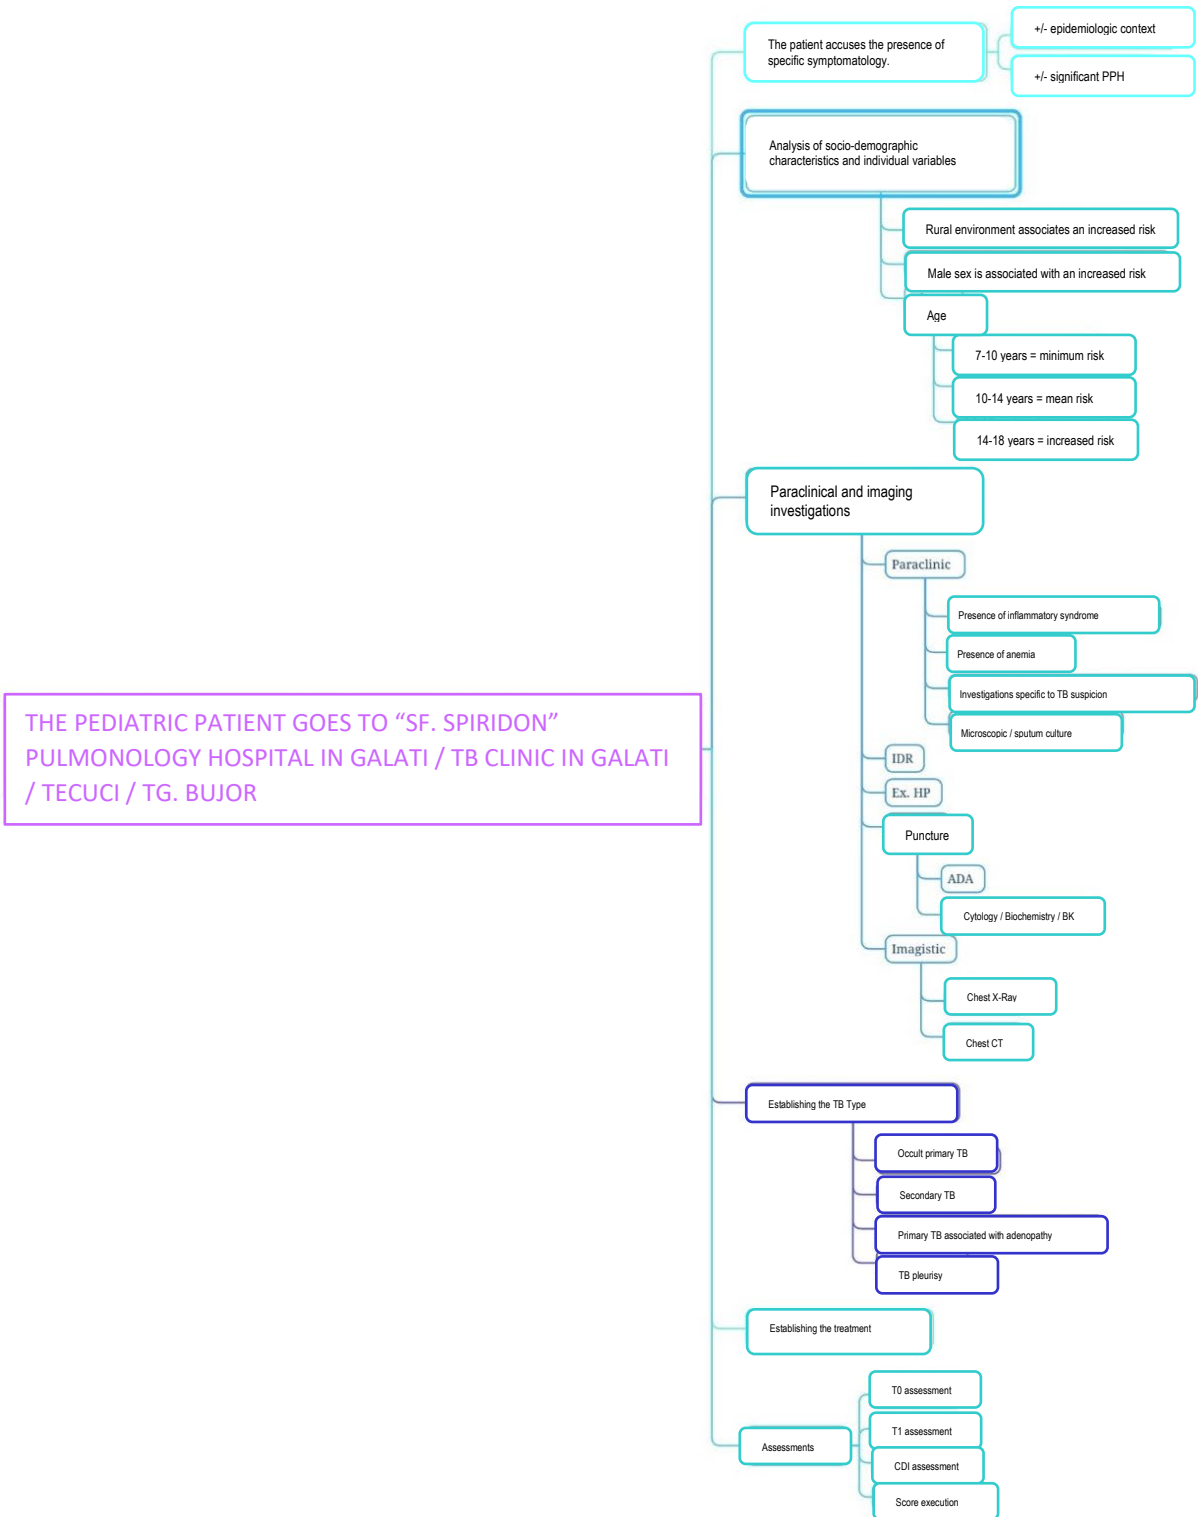 +/- epidemiologic context
The patient accuses the presence of
specific symptomatology.
+/- significant PPH
Analysis of socio-demographic
characteristics and individual variables
Rural environment associates an increased risk
Male sex is associated with an increased risk
Age
7-10 years = minimum risk
10-14 years = mean risk
14-18 years = increased risk
Paraclinical and imaging
investigations
Paraclinic
Presence of inflammatory syndrome
Presence of anemia
Investigations specific to TB suspicion
Microscopic / sputum culture
THE PEDIATRIC PATIENT GOES TO “SF. SPIRIDON”
PULMONOLOGY HOSPITAL IN GALATI / TB CLINIC IN GALATI
/ TECUCI / TG. BUJOR
IDR
Ex. HP
Puncture
ADA
Cytology / Biochemistry / BK
Imagistic
Chest X-Ray
Chest CT
Establishing the TB Type
Occult primary TB
Secondary TB
Primary TB associated with adenopathy
TB pleurisy
Establishing the treatment
Assessments
T0 assessment
T1 assessment
CDI assessment
Score execution